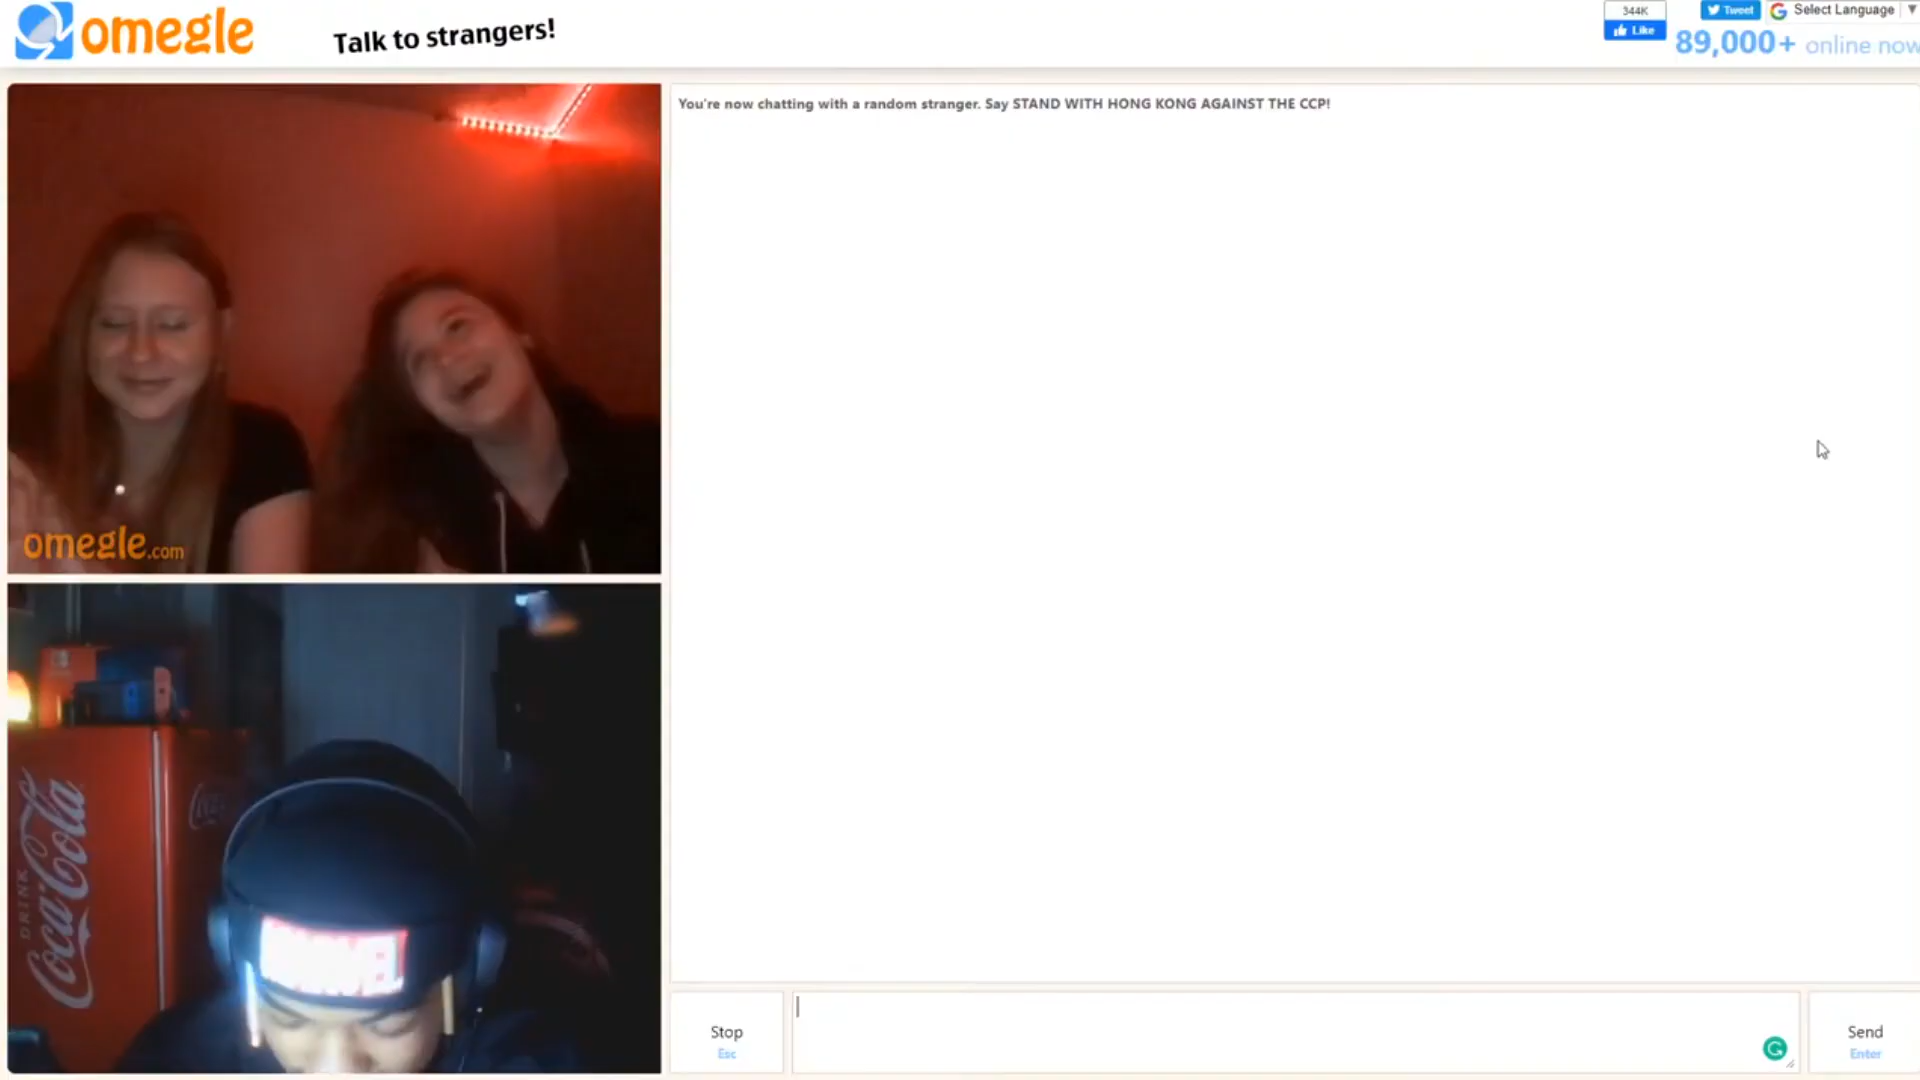 omegle
Talk to strangers!
344K
Like
Tweet
Select Language
89,000+ online now
You're now chatting with a random stranger. Say STAND WITH HONG KONG AGAINST THE CCP!
omegle.com
DRINK
Coca-Cola
Stop
Esc
Send
Enter